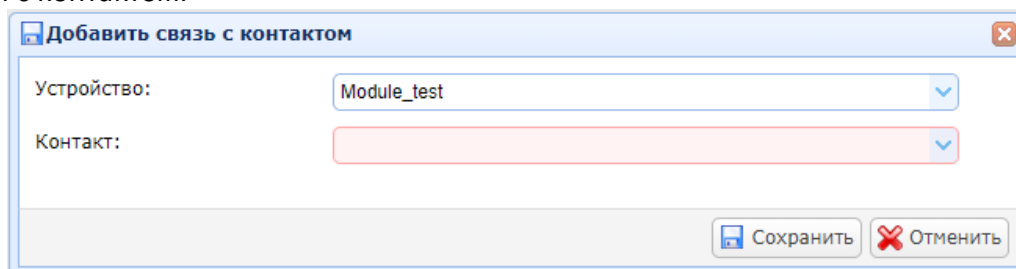 Добавить связь с контактом
Устройство: Module_test
Контакт:
Сохранить Отменить